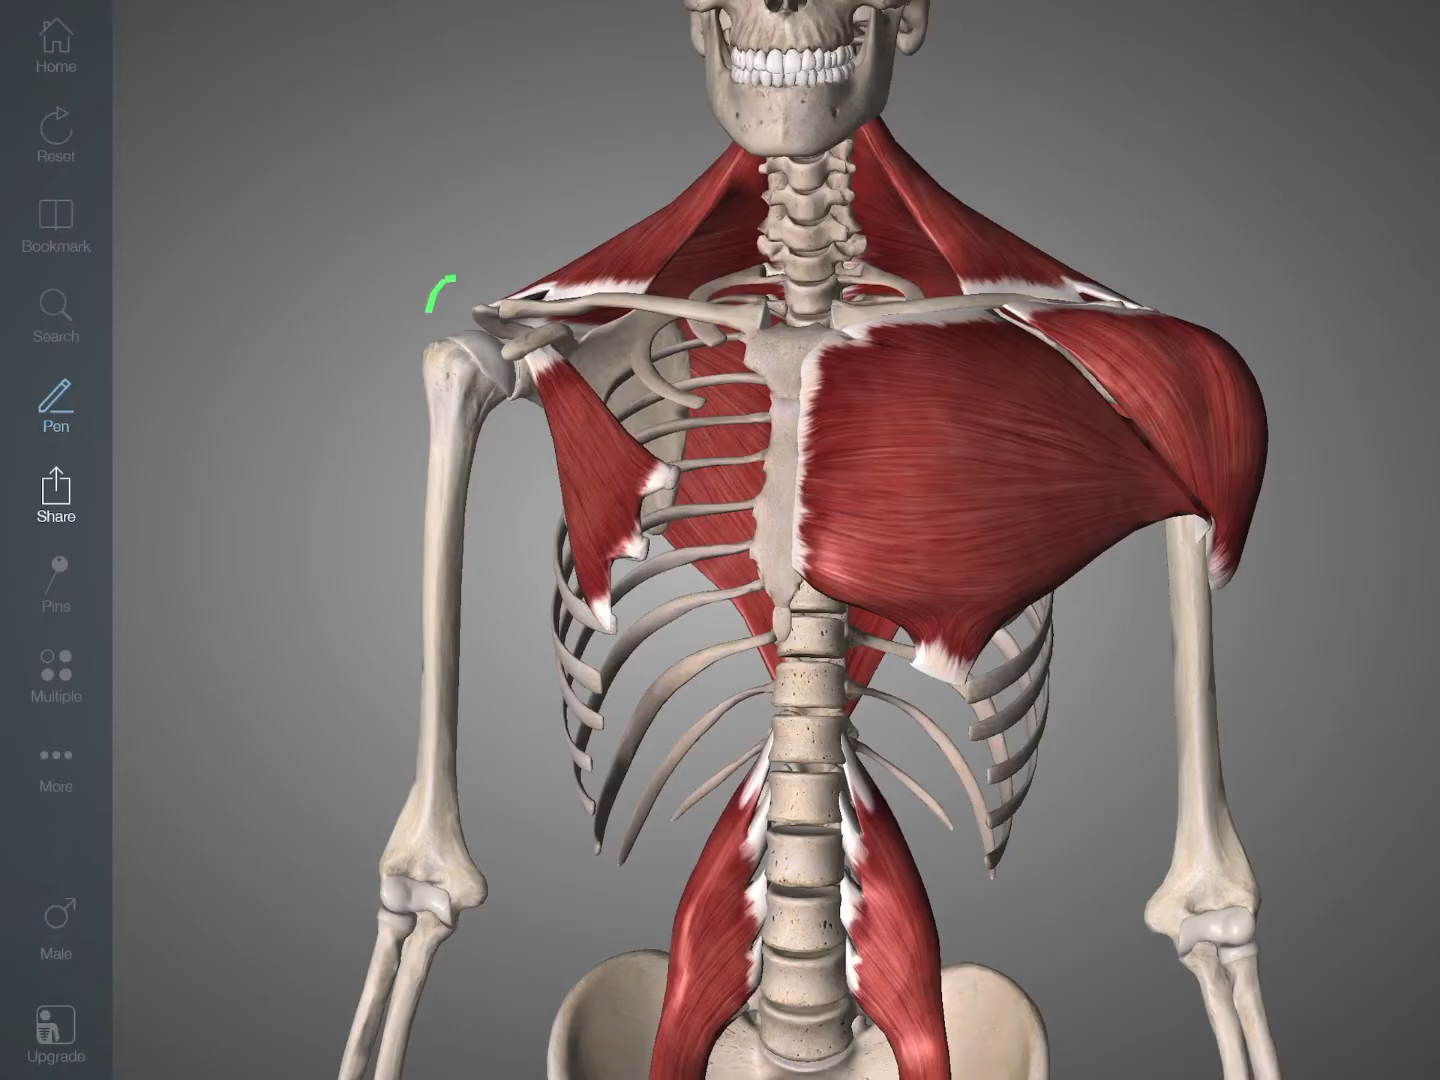 Home
Reset
Bookmark
Search
Pen
Share
Pins
Multiple
More
Male
Upgrade